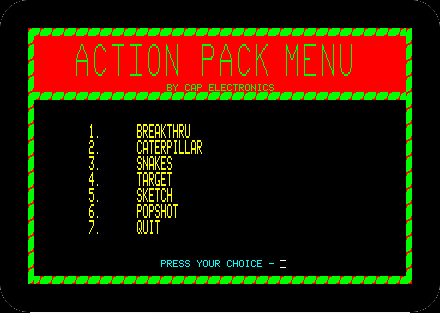 ACTION PACK MENU
BY CAP ELECTRONICS
1. BREAKTHRU
2. CATERPILLAR
3. SNAKES
4. TARGET
5. SKETCH
6. POPSHOT
7. QUIT
PRESS YOUR CHOICE - _